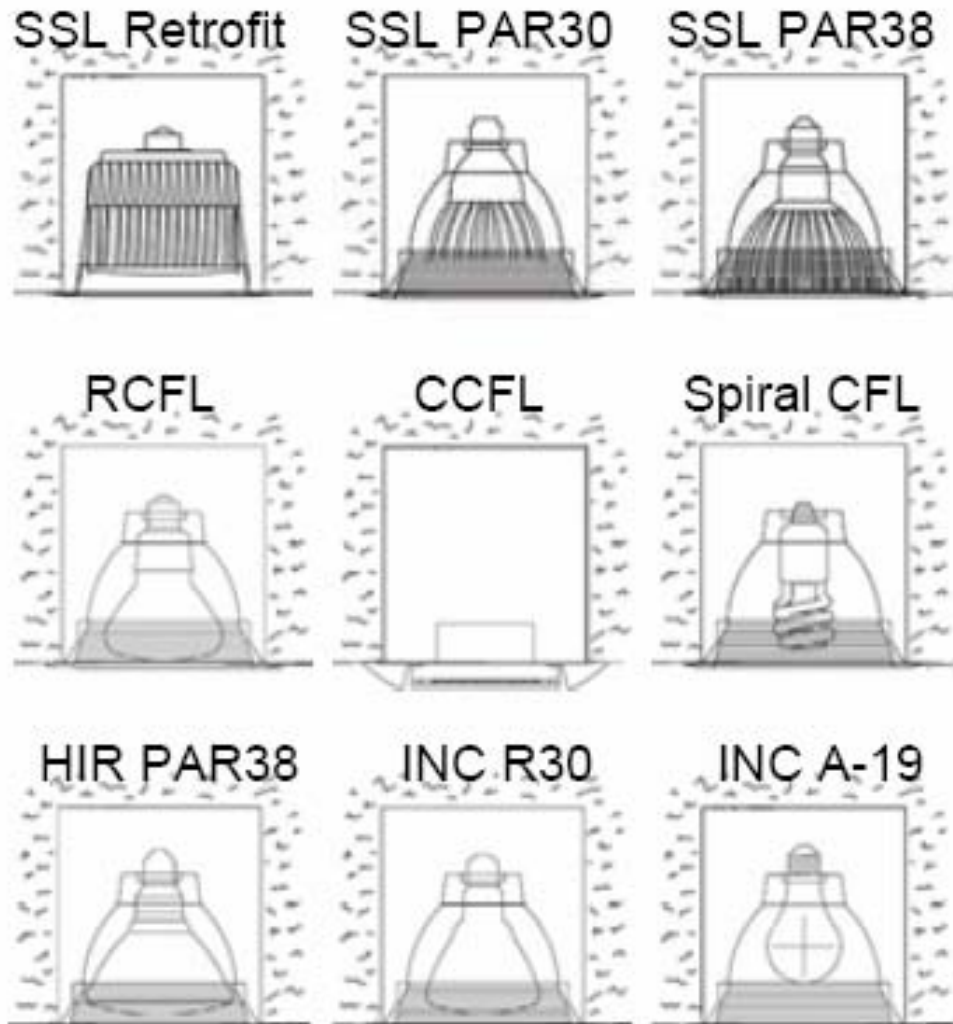 SSL Retrofit
SSL PAR30
SSL PAR38
RCFL
CCFL
Spiral CFL
HIR PAR38
INC R30
INC A-19